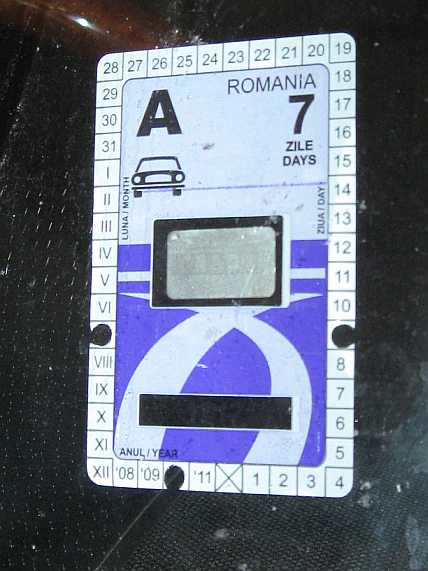 28 27 26 25 24 23 22 21 20 19
29
30
31
I
II
III
IV
V
VI
VIII
IX
X
XI
XII
ROMANIA
A
7
ZILE
DAYS
LUNA / MONTH
ZIUA / DAY
ANUL / YEAR
18
17
16
15
14
13
12
11
10
8
7
6
5
'08 '09 '11 1 2 3 4